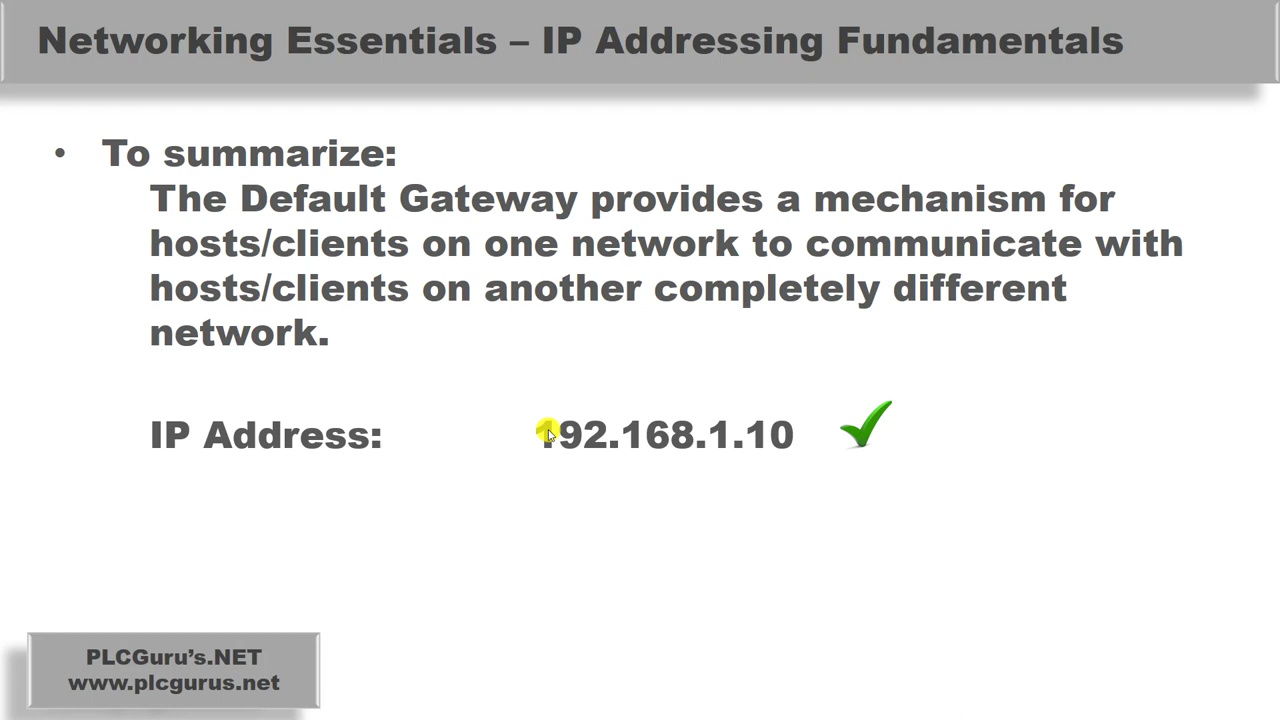 Networking Essentials – IP Addressing Fundamentals
• To summarize:
The Default Gateway provides a mechanism for
hosts/clients on one network to communicate with
hosts/clients on another completely different
network.
IP Address: 192.168.1.10
PLCGuru’s.NET
www.plcgurus.net